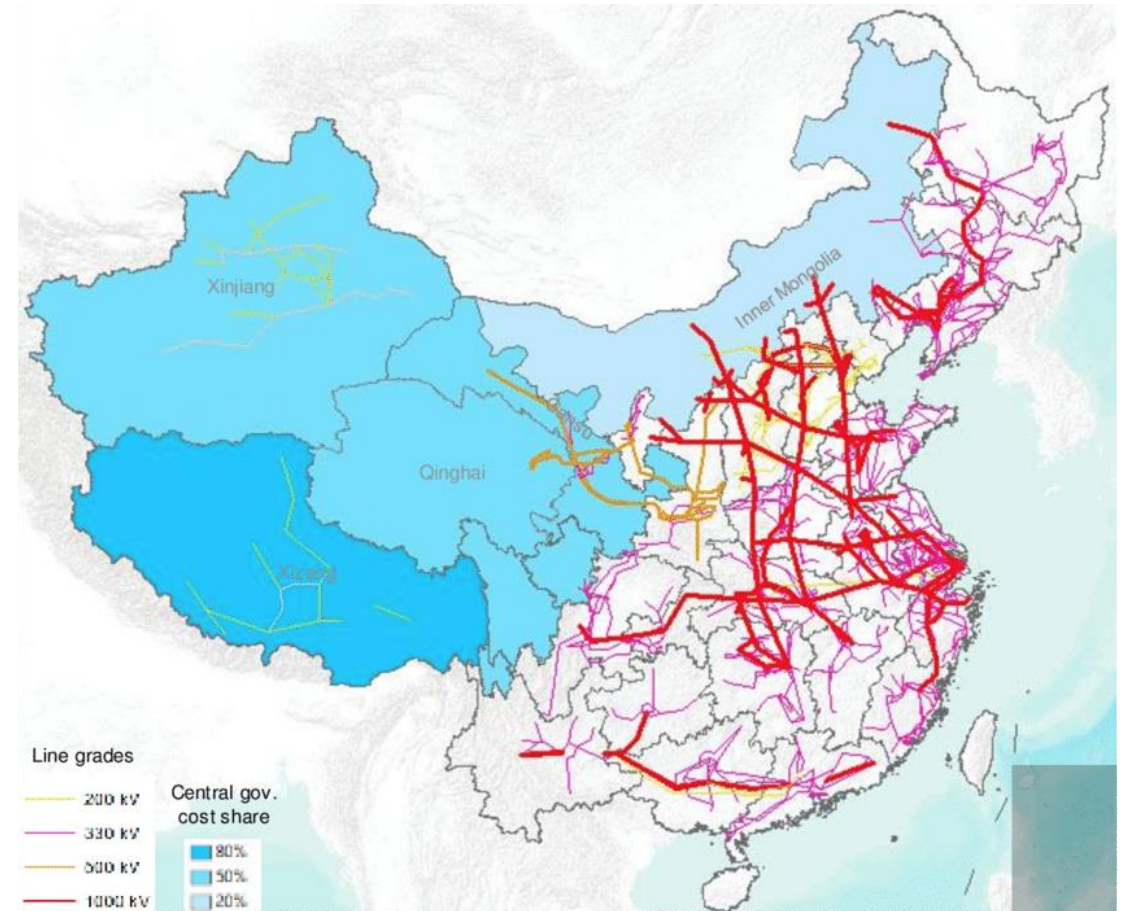 Xinjiang
Inner Mongolia
Qinghai
Xizang
Line grades
200 kV
330 kV
500 kV
1000 kV
Central gov.
cost share
80%
50%
20%